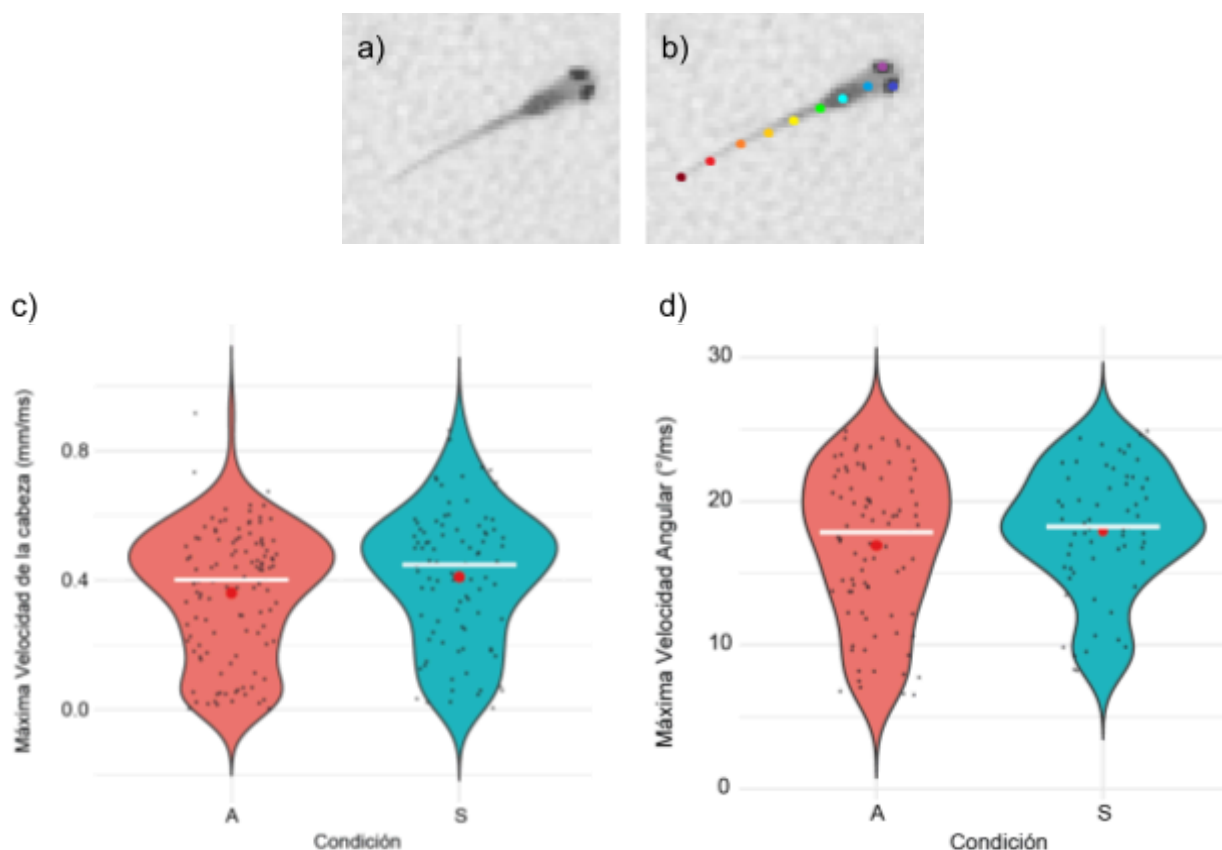 a)
b)
c)
Máxima Velocidad de la cabeza (mm/ms)
0.8
0.4
0.0
A
S
Condición
d)
Máxima Velocidad Angular (°/ms)
30
20
10
0
A
S
Condición